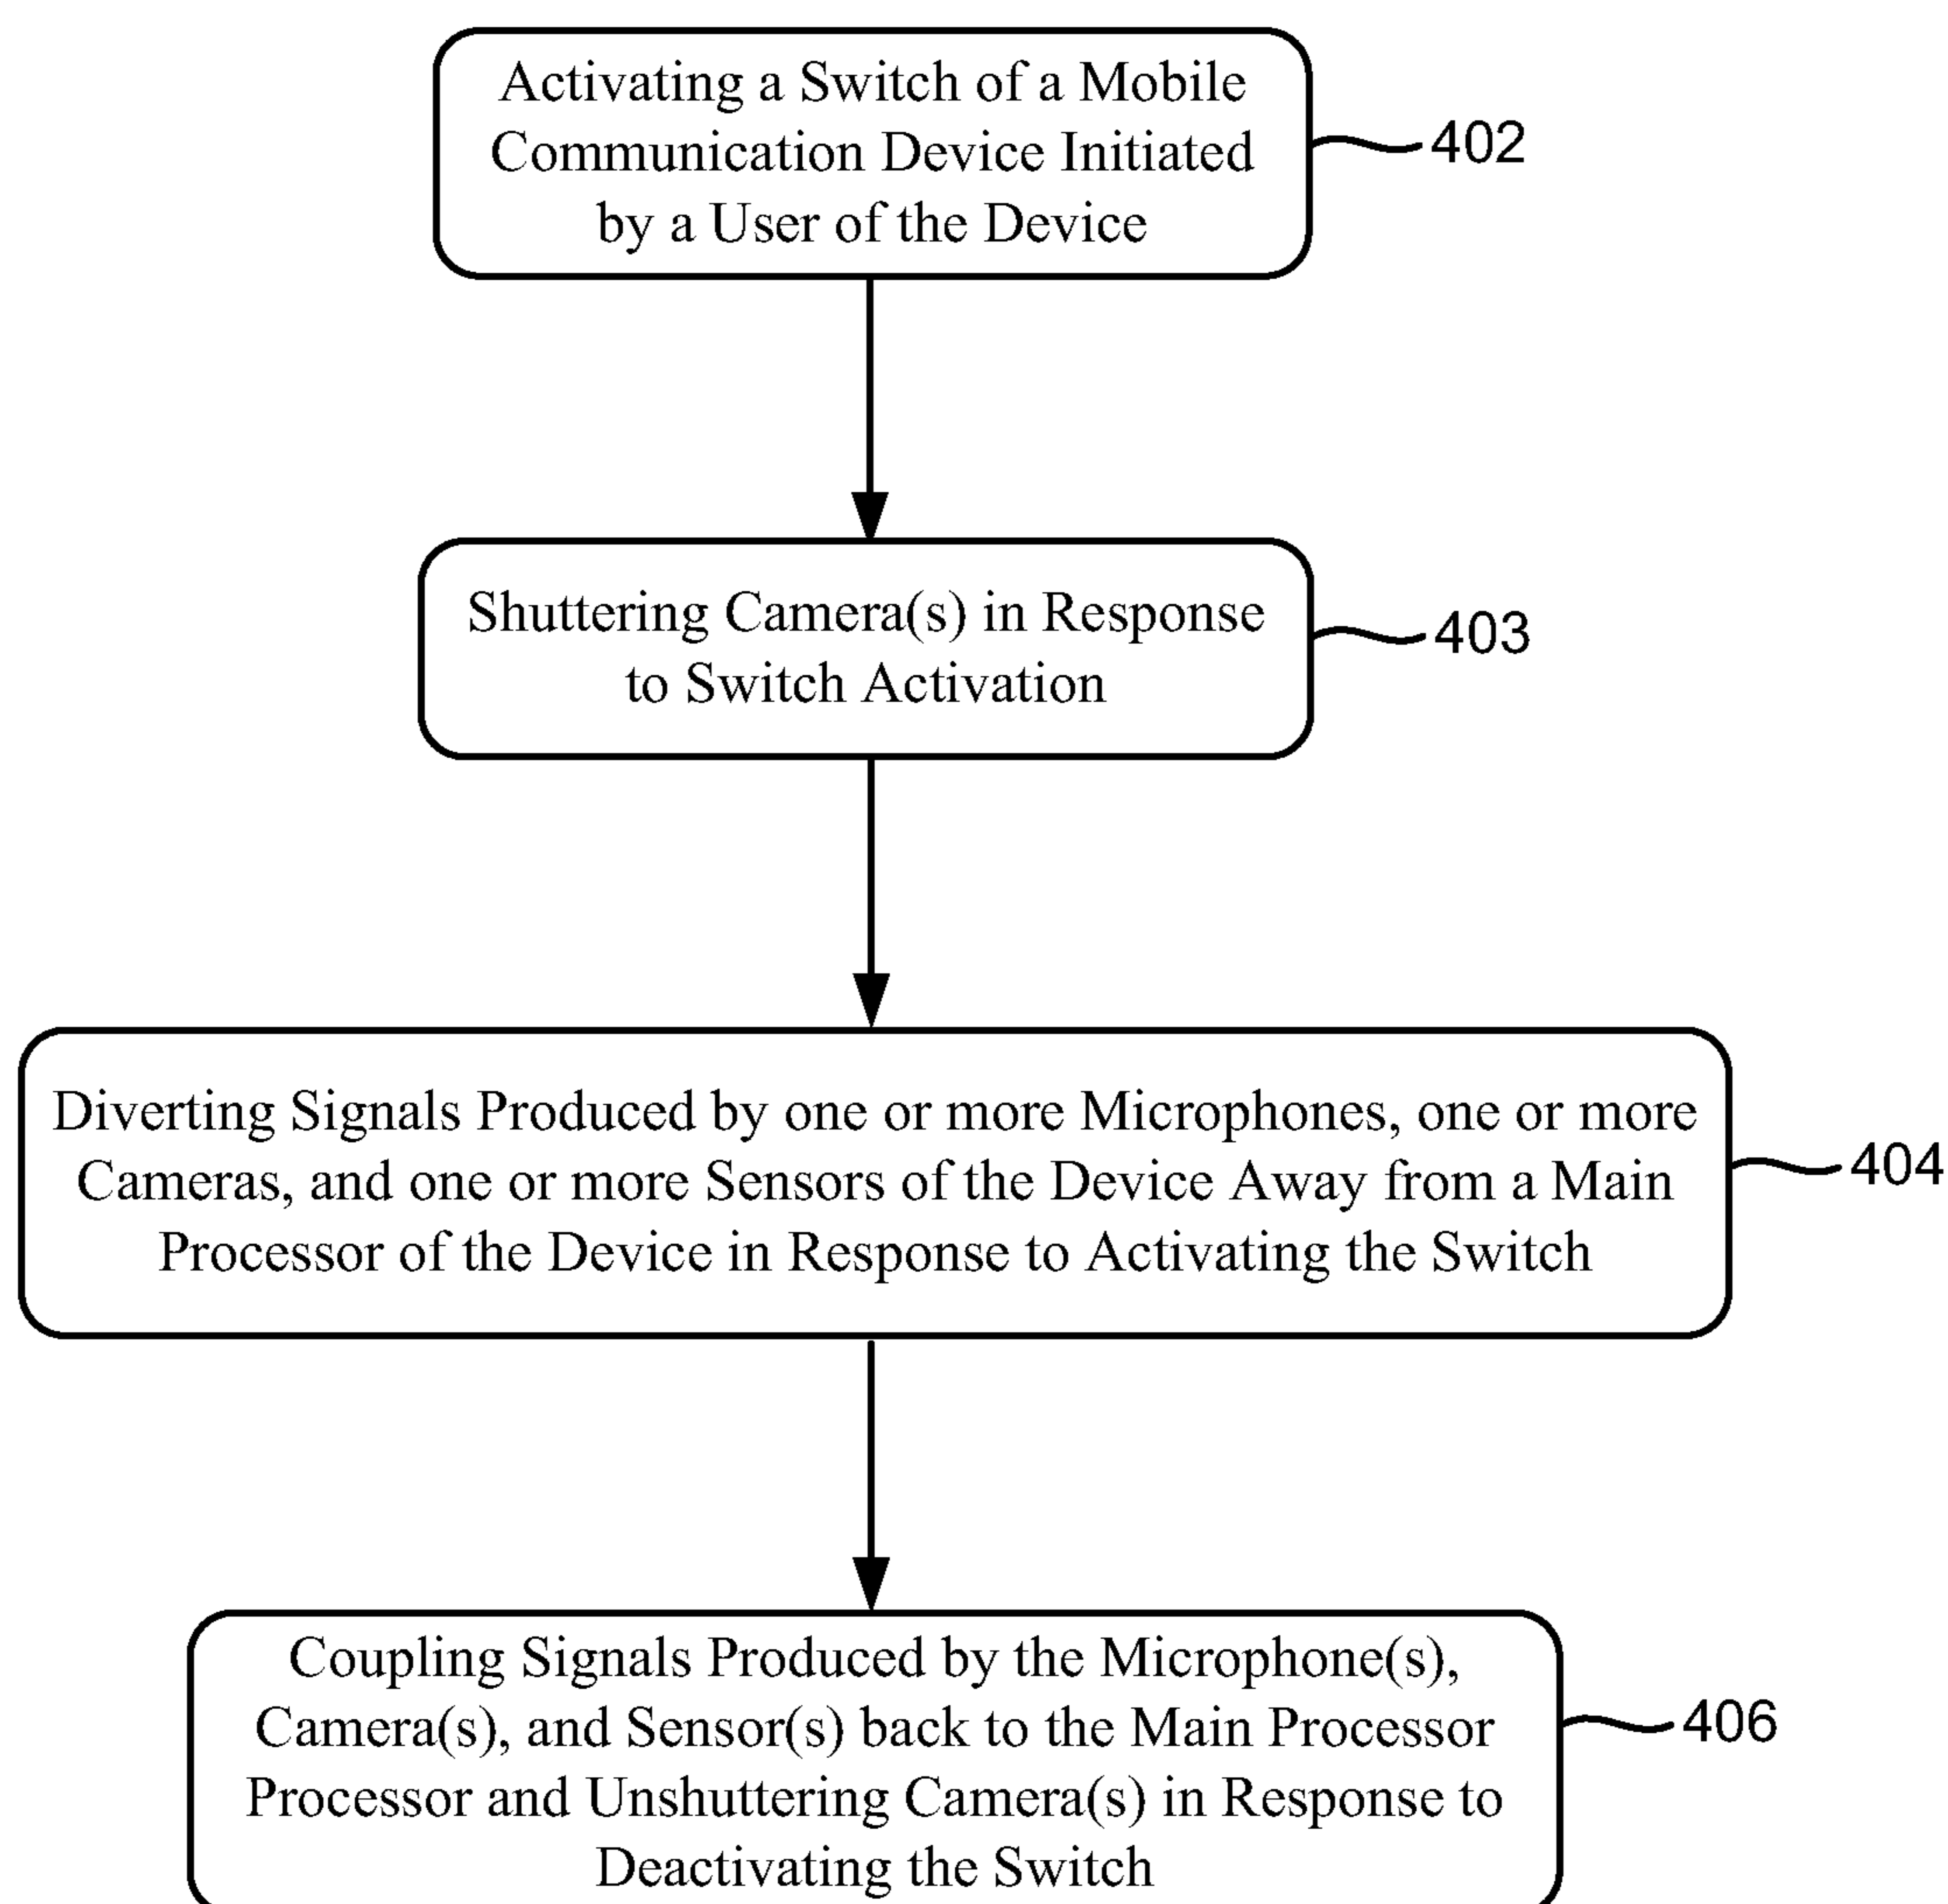 Activating a Switch of a Mobile
Communication Device Initiated
by a User of the Device
402
Shuttering Camera(s) in Response
to Switch Activation
403
Diverting Signals Produced by one or more Microphones, one or more
Cameras, and one or more Sensors of the Device Away from a Main
Processor of the Device in Response to Activating the Switch
404
Coupling Signals Produced by the Microphone(s),
Camera(s), and Sensor(s) back to the Main Processor
Processor and Unshuttering Camera(s) in Response to
Deactivating the Switch
406